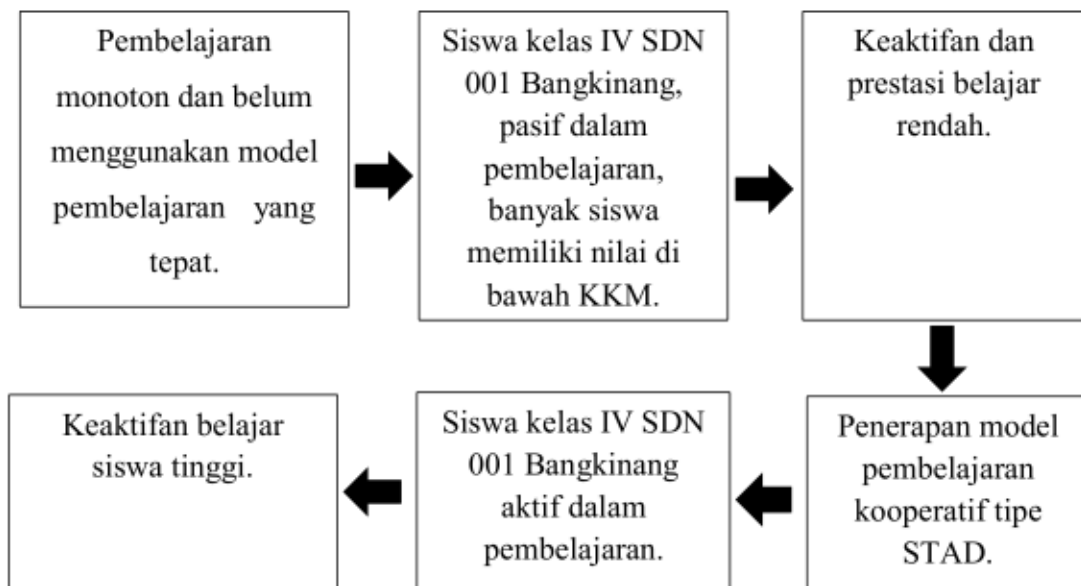 Pembelajaran
monoton dan belum
menggunakan model
pembelajaran yang
tepat.
Siswa kelas IV SDN
001 Bangkinang,
pasif dalam
pembelajaran,
banyak siswa
memiliki nilai di
bawah KKM.
Keaktifan dan
prestasi belajar
rendah.
Penerapan model
pembelajaran
kooperatif tipe
STAD.
Siswa kelas IV SDN
001 Bangkinang
aktif dalam
pembelajaran.
Keaktifan belajar
siswa tinggi.